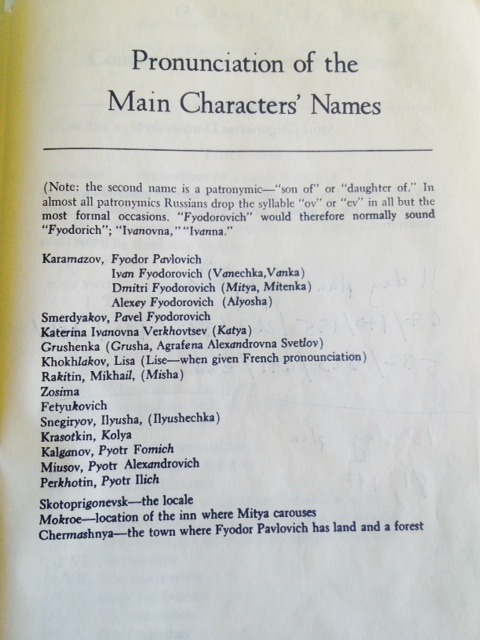 Pronunciation of the
Main Characters' Names
(Note: the second name is a patronymic—"son of" or "daughter of." In
almost all patronymics Russians drop the syllable "ov" or "ev" in all but the
most formal occasions. "Fyodorovich" would therefore normally sound
"Fyodorich"; "Ivanovna," "Ivanna."
Karamazov, Fyodor Pavlovich
Ivan Fyodorovich (Vanechka,Vanka)
Dmitri Fyodorovich (Mitya, Mitenka)
Alexey Fyodorovich (Alyosha)
Smerdyakov, Pavel Fyodorovich
Katerina Ivanovna Verkhovtsev (Katya)
Grushenka (Grusha, Agrafena Alexandrovna Svetlov)
Khokhlakov, Lisa (Lise—when given French pronounciation)
Rakitin, Mikhail, (Misha)
Zosima
Fetyukovich
Snegiryov, Ilyusha, (Ilyushechka)
Krasotkin, Kolya
Kalganov, Pyotr Fomich
Miusov, Pyotr Alexandrovich
Perkhotin, Pyotr Ilich
Skotoprigonevsk—the locale
Mokroe—location of the inn where Mitya carouses
Chermashnya—the town where Fyodor Pavlovich has land and a forest